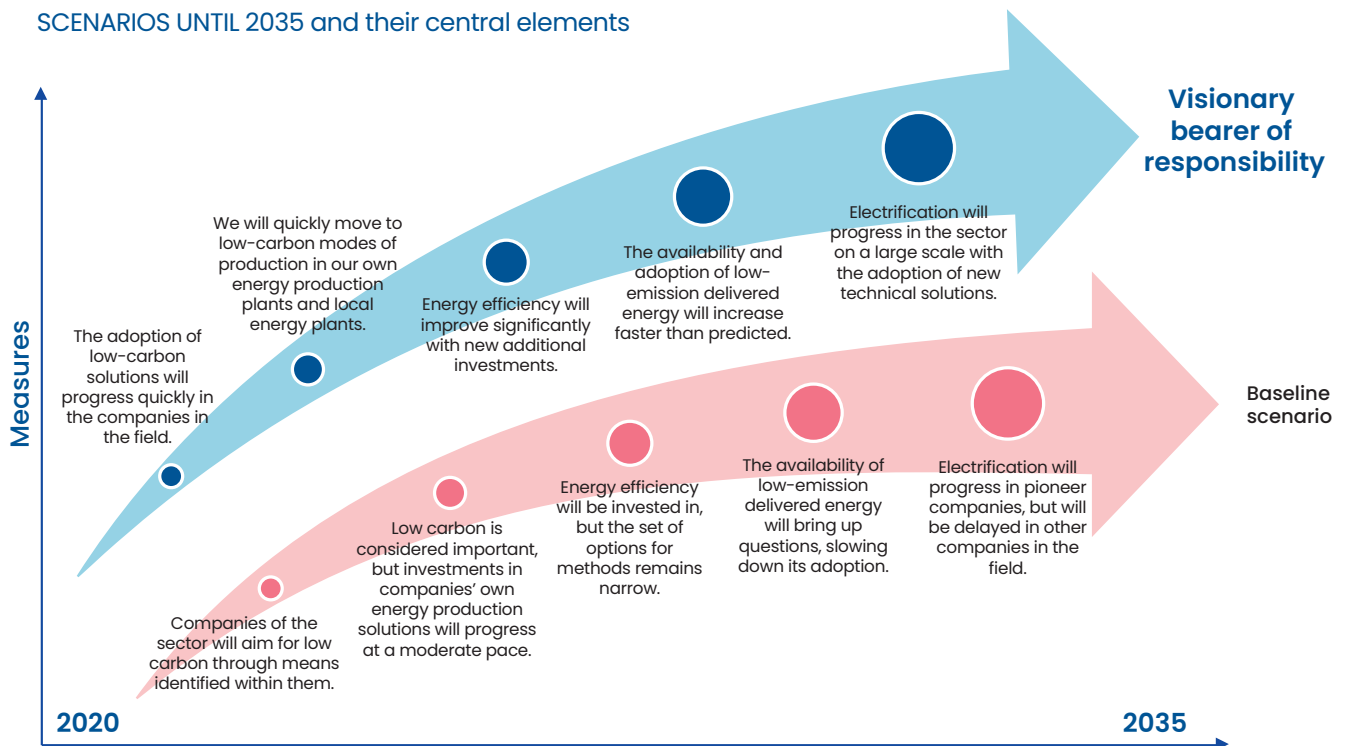 SCENARIOS UNTIL 2035 and their central elements
Visionary
bearer of
responsibility
Measures
The adoption of
low-carbon
solutions will
progress quickly in
the companies in
the field.
We will quickly move to
low-carbon modes of
production in our own
energy production
plants and local
energy plants.
Energy efficiency will
improve significantly
with new additional
investments.
The availability and
adoption of low-
emission delivered
energy will increase
faster than predicted.
Electrification will
progress in the sector
on a large scale with
the adoption of new
technical solutions.
Baseline
scenario
Companies of the
sector will aim for low
carbon through means
identified within them.
Low carbon is
considered important,
but investments in
companies’ own
energy production
solutions will progress
at a moderate pace.
Energy efficiency
will be invested in,
but the set of
options for
methods remains
narrow.
The availability of
low-emission
delivered energy
will bring up
questions, slowing
down its adoption.
Electrification will
progress in pioneer
companies, but will
be delayed in other
companies in the
field.
2020
2035